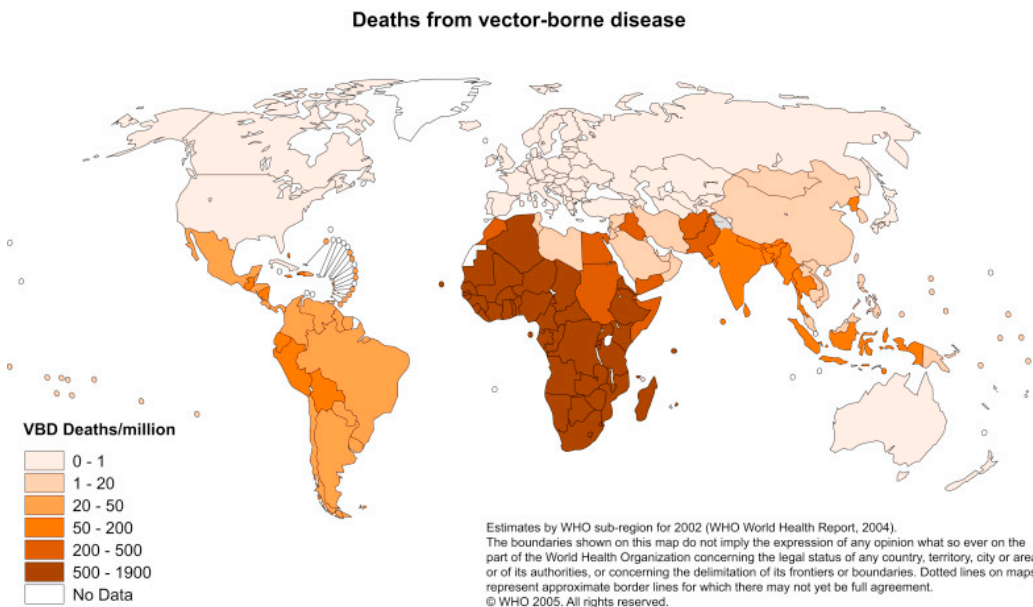 Deaths from vector-borne disease
VBD Deaths/million
0 - 1
1 - 20
20 - 50
50 - 200
200 - 500
500 - 1900
No Data
Estimates by WHO sub-region for 2002 (WHO World Health Report, 2004).
The boundaries shown on this map do not imply the expression of any opinion what so ever on the
part of the World Health Organization concerning the legal status of any country, territory, city or area
or of its authorities, or concerning the delimitation of its frontiers or boundaries. Dotted lines on maps
represent approximate border lines for which there may not yet be full agreement.
© WHO 2005. All rights reserved.